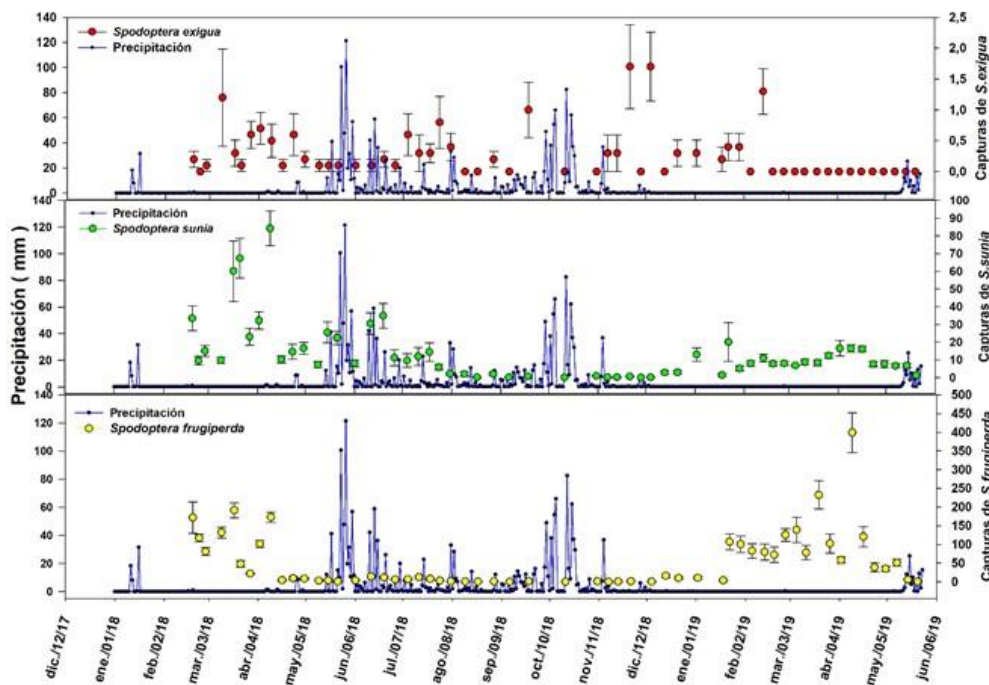 140
120
100
80
60
40
20
0
Spodoptera exigua
Precipitación
2,5
2,0
1,5
1,0
0,5
0,0
Capturas de S.exigua
140
120
100
80
60
40
20
0
Precipitación
Spodoptera sunia
100
90
80
70
60
50
40
30
20
10
0
Capturas de S.sunia
Precipitación ( mm )
140
120
100
80
60
40
20
0
Precipitación
Spodoptera frugiperda
500
450
400
350
300
250
200
150
100
50
0
Capturas de S.frugiperda
dic./12/17
ene./01/18
feb./02/18
mar./03/18
abr./04/18
may./05/18
jun./06/18
jul./07/18
ago./08/18
sep./09/18
oct./10/18
nov./11/18
dic./12/18
ene./01/19
feb./02/19
mar./03/19
abr./04/19
may./05/19
jun./06/19